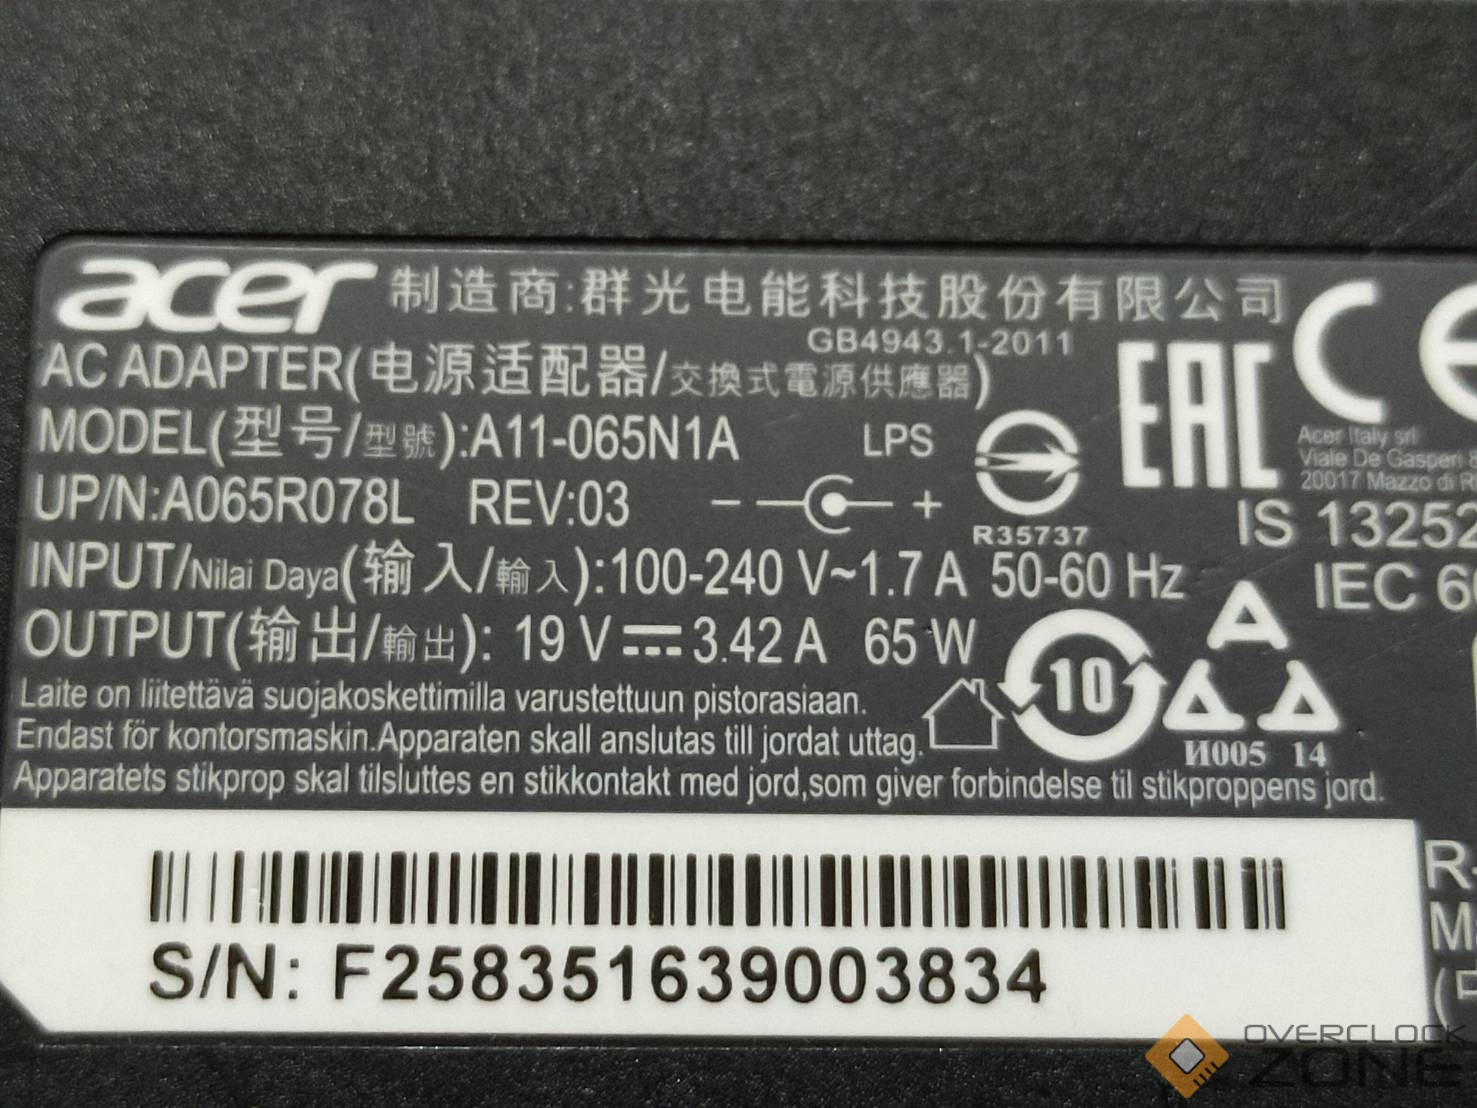 acer 制造商:群光电能科技股份有限公司
GB4943.1-2011
AC ADAPTER(电源适配器/交換式電源供應器)
MODEL(型号/型號):A11-065N1A LPS
UP/N:A065R078L REV:03 - +
R35737
EAC
CE
Acer Italy srl
Viale De Gasperi
20017 Mazzo di
IS 13252
IEC
INPUT/Nilai Daya(输入/輸入):100-240 V~1.7 A 50-60 Hz
OUTPUT(输出/輸出): 19 V⎓3.42 A 65 W
10
И005 14
Laite on liitettävä suojakoskettimilla varustettuun pistorasiaan.
Endast för kontorsmaskin.Apparaten skall anslutas till jordat uttag.
Apparatets stikprop skal tilsluttes en stikkontakt med jord,som giver forbindelse til stikproppens jord.
S/N: F258351639003834
R-
OVERCLOCK
ZONE